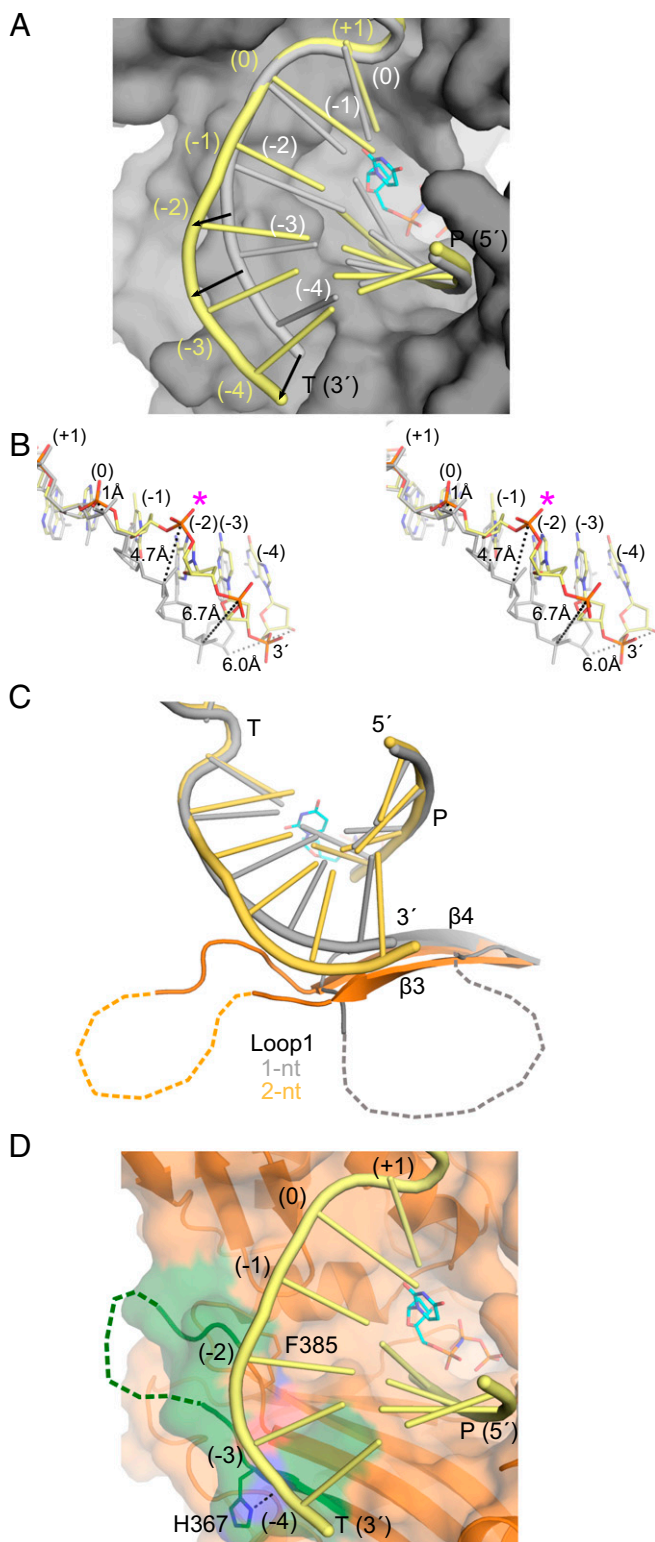 A
(+1)
(0)
(0)
(-1)
(-1)
(-2)
(-2)
(-3)
P (5´)
(-4)
(-3)
(-4)
T (3´)
B
(+1)
(0)
1Å
(-1)
*
(-2)
(-3)
(-4)
4.7Å
6.7Å
3´
6.0Å
(+1)
(0)
1Å
(-1)
*
(-2)
(-3)
(-4)
4.7Å
6.7Å
3´
6.0Å
C
T
5´
P
3´
β4
β3
Loop1
1-nt
2-nt
D
(+1)
(0)
(-1)
F385
(-2)
P (5´)
(-3)
H367
(-4)
T (3´)